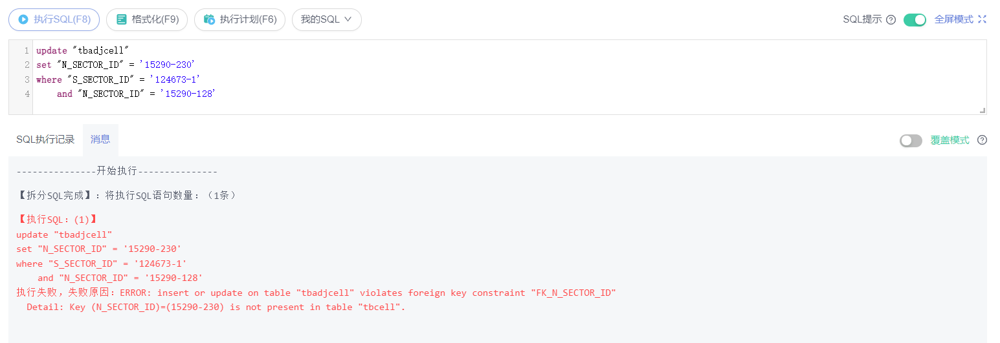 执行SQL(F8) 格式化(F9) 执行计划(F6) 我的SQL SQL提示 全屏模式
1 update "tbadjcell"
2 set "N_SECTOR_ID" = '15290-230'
3 where "S_SECTOR_ID" = '124673-1'
4 and "N_SECTOR_ID" = '15290-128'
SQL执行记录 消息 覆盖模式
---------------开始执行---------------
【拆分SQL完成】：将执行SQL语句数量：（1条）
【执行SQL：(1)】
update "tbadjcell"
set "N_SECTOR_ID" = '15290-230'
where "S_SECTOR_ID" = '124673-1'
and "N_SECTOR_ID" = '15290-128'
执行失败，失败原因：ERROR: insert or update on table "tbadjcell" violates foreign key constraint "FK_N_SECTOR_ID"
Detail: Key (N_SECTOR_ID)=(15290-230) is not present in table "tbcell".